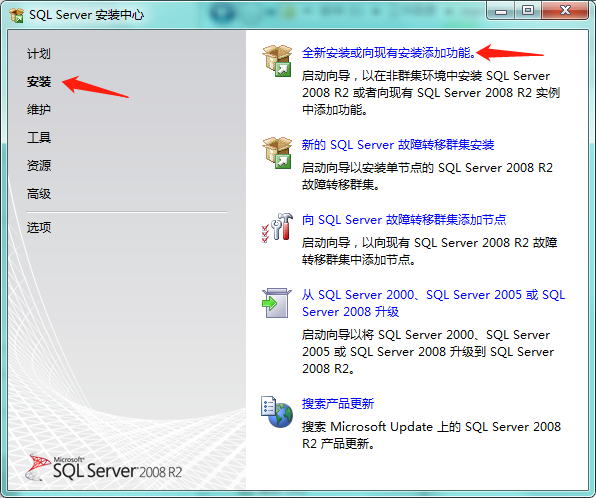 SQL Server 安装中心
计划
安装
维护
工具
资源
高级
选项
全新安装或向现有安装添加功能。
启动向导，以在非群集环境中安装 SQL Server
2008 R2 或者向现有 SQL Server 2008 R2 实例
中添加功能。
新的 SQL Server 故障转移群集安装
启动向导以安装单节点的 SQL Server 2008 R2
故障转移群集。
向 SQL Server 故障转移群集添加节点
启动向导，以向现有 SQL Server 2008 R2 故障
转移群集中添加节点。
从 SQL Server 2000、SQL Server 2005 或 SQL
Server 2008 升级
启动向导以将 SQL Server 2000、SQL Server
2005 或 SQL Server 2008 升级到 SQL Server
2008 R2。
搜索产品更新
搜索 Microsoft Update 上的 SQL Server 2008
R2 产品更新。
Microsoft®
SQL Server 2008 R2